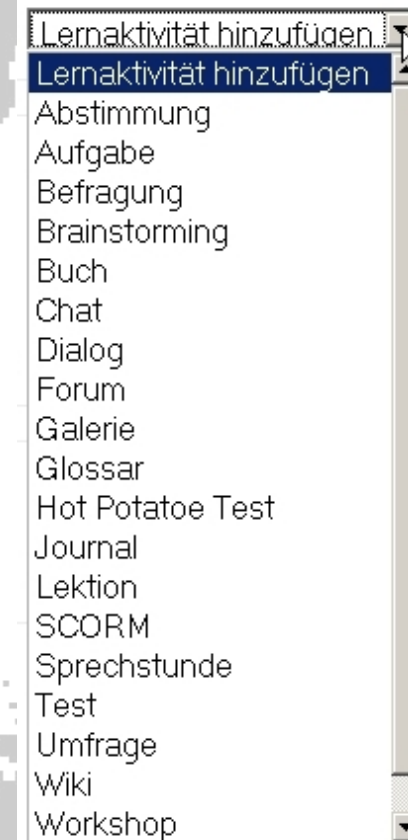 Lernaktivität hinzufügen
Lernaktivität hinzufügen
Abstimmung
Aufgabe
Befragung
Brainstorming
Buch
Chat
Dialog
Forum
Galerie
Glossar
Hot Potatoe Test
Journal
Lektion
SCORM
Sprechstunde
Test
Umfrage
Wiki
Workshop